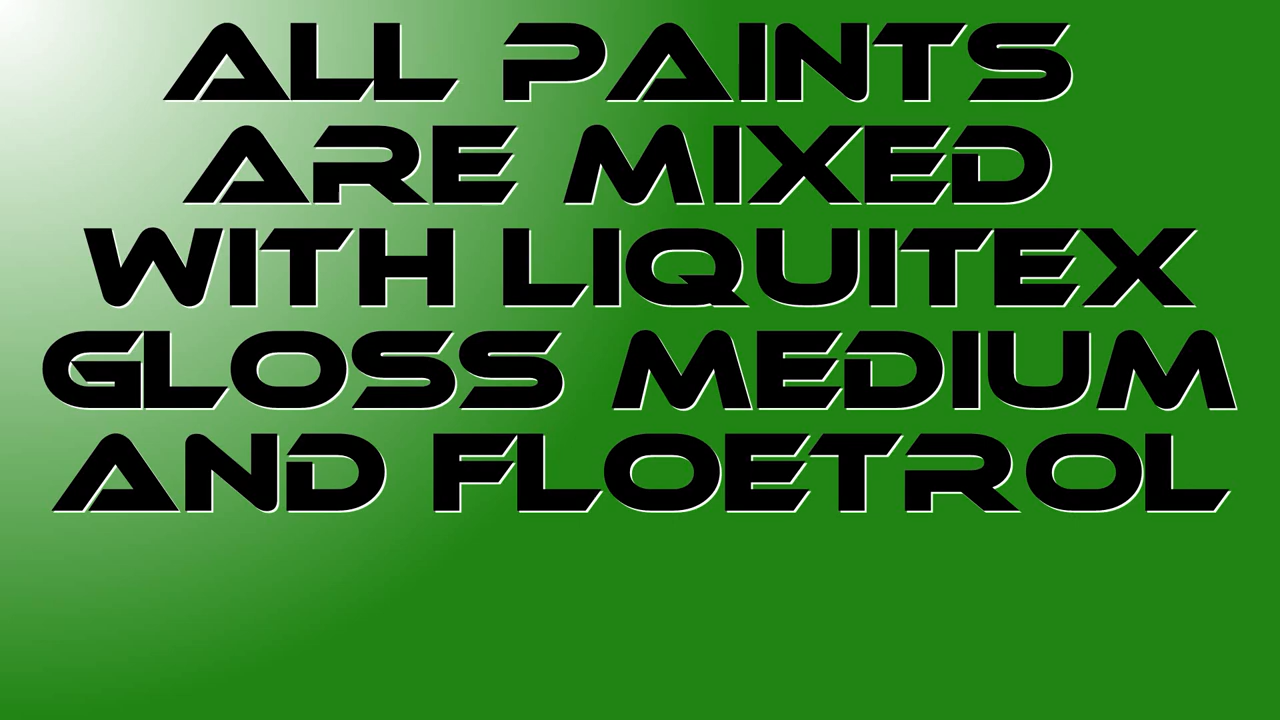 ALL PAINTS
ARE MIXED
WITH LIQUITEX
GLOSS MEDIUM
AND FLOETROL